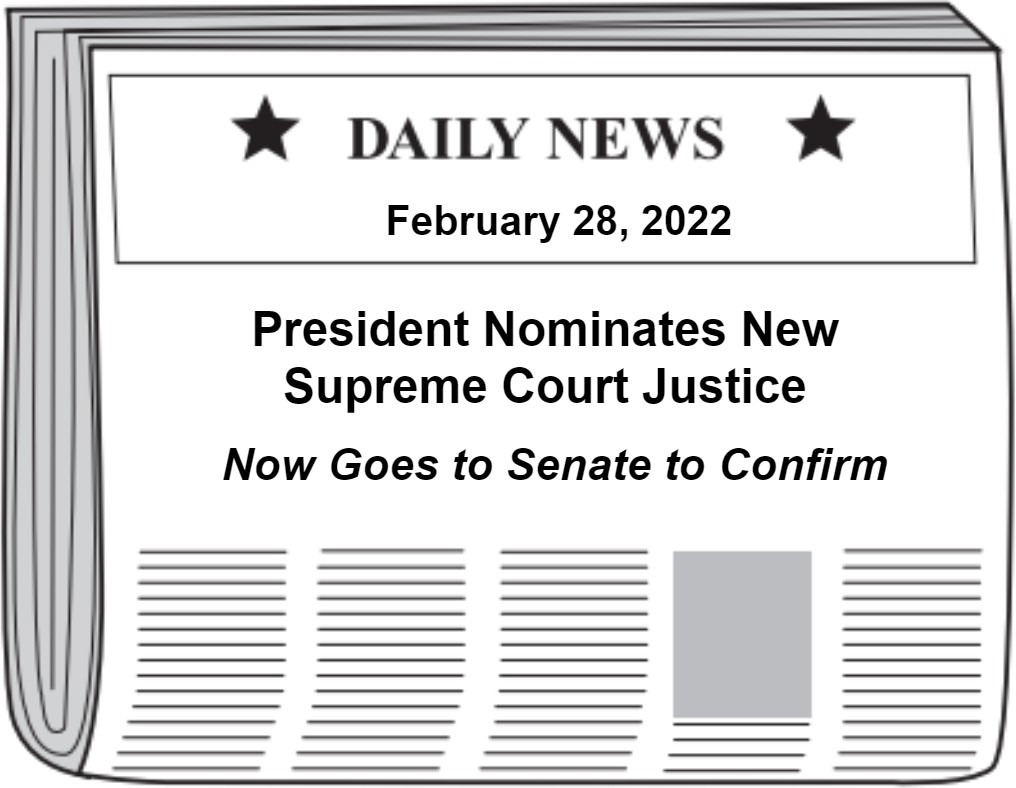 DAILY NEWS
February 28, 2022
President Nominates New
Supreme Court Justice
Now Goes to Senate to Confirm